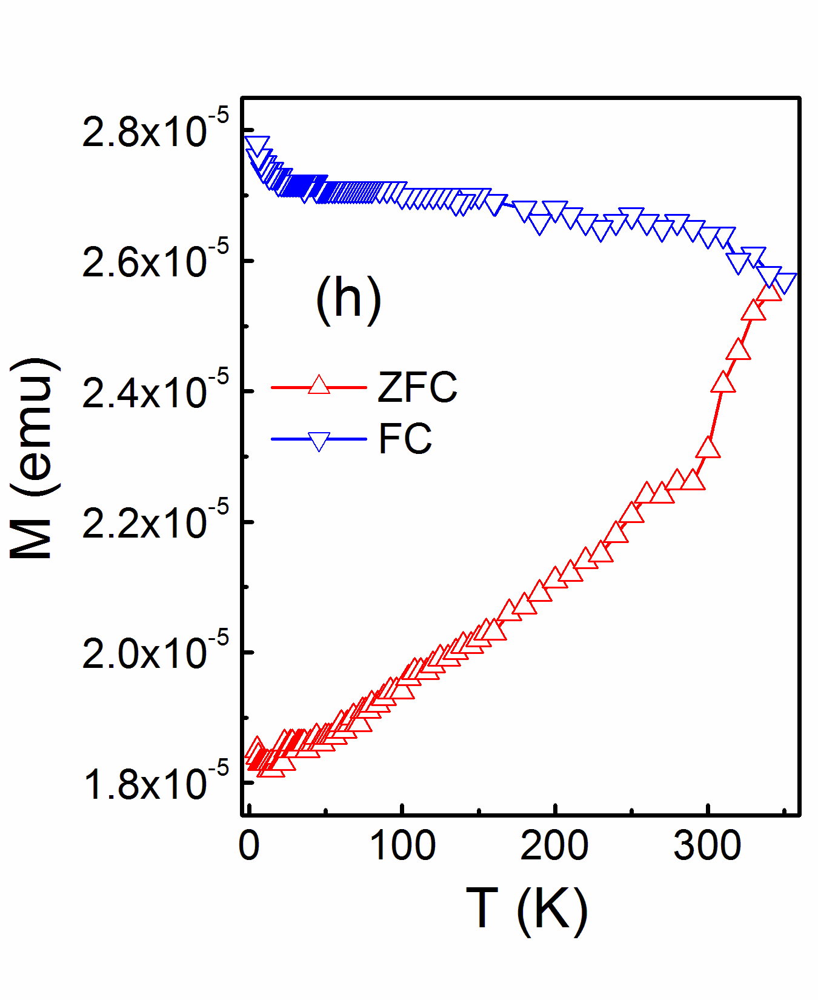 2.8x10⁻⁵
2.6x10⁻⁵
(h)
ZFC
2.4x10⁻⁵
FC
M (emu)
2.2x10⁻⁵
2.0x10⁻⁵
1.8x10⁻⁵
0 100 200 300
T (K)